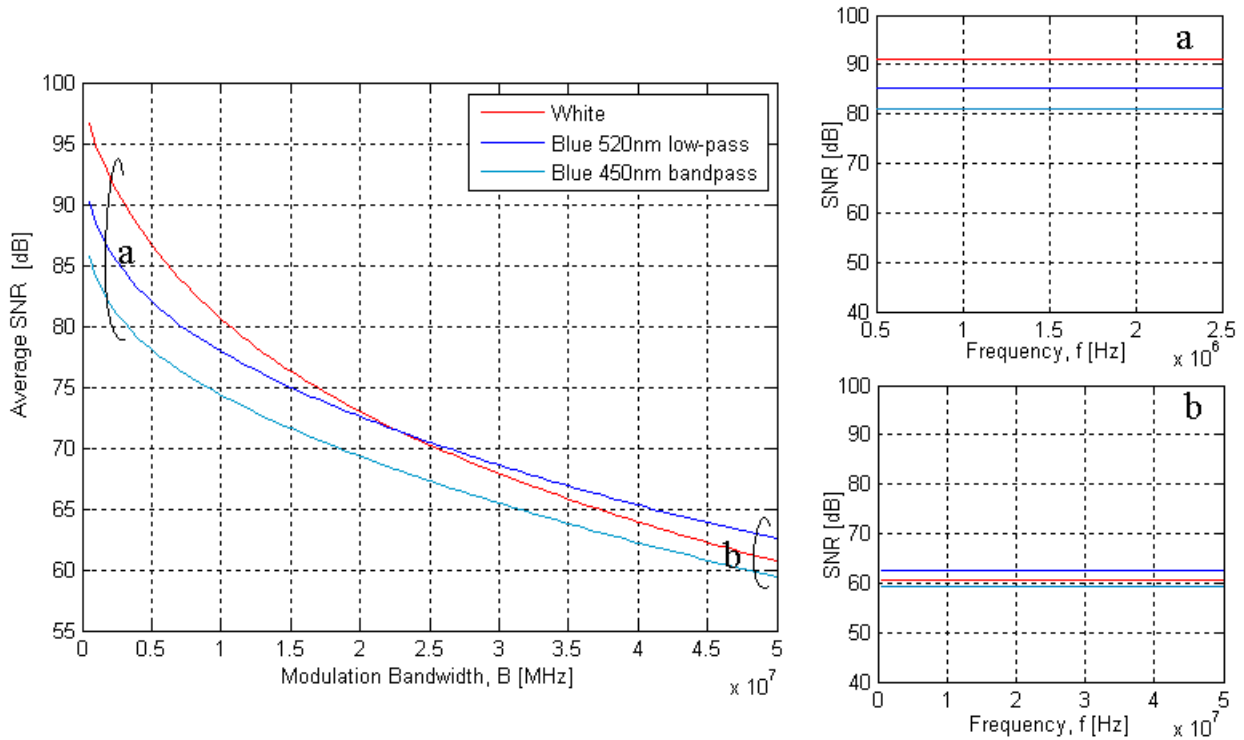 100
95
90
85
80
75
70
65
60
55
Average SNR [dB]
0 0.5 1 1.5 2 2.5 3 3.5 4 4.5 5
Modulation Bandwidth, B [MHz]
x 10^7
White
Blue 520nm low-pass
Blue 450nm bandpass
a
b
a
100
90
80
70
60
50
40
SNR [dB]
0.5 1 1.5 2 2.5
Frequency, f [Hz]
x 10^6
b
100
90
80
70
60
50
40
SNR [dB]
0 1 2 3 4 5
Frequency, f [Hz]
x 10^7